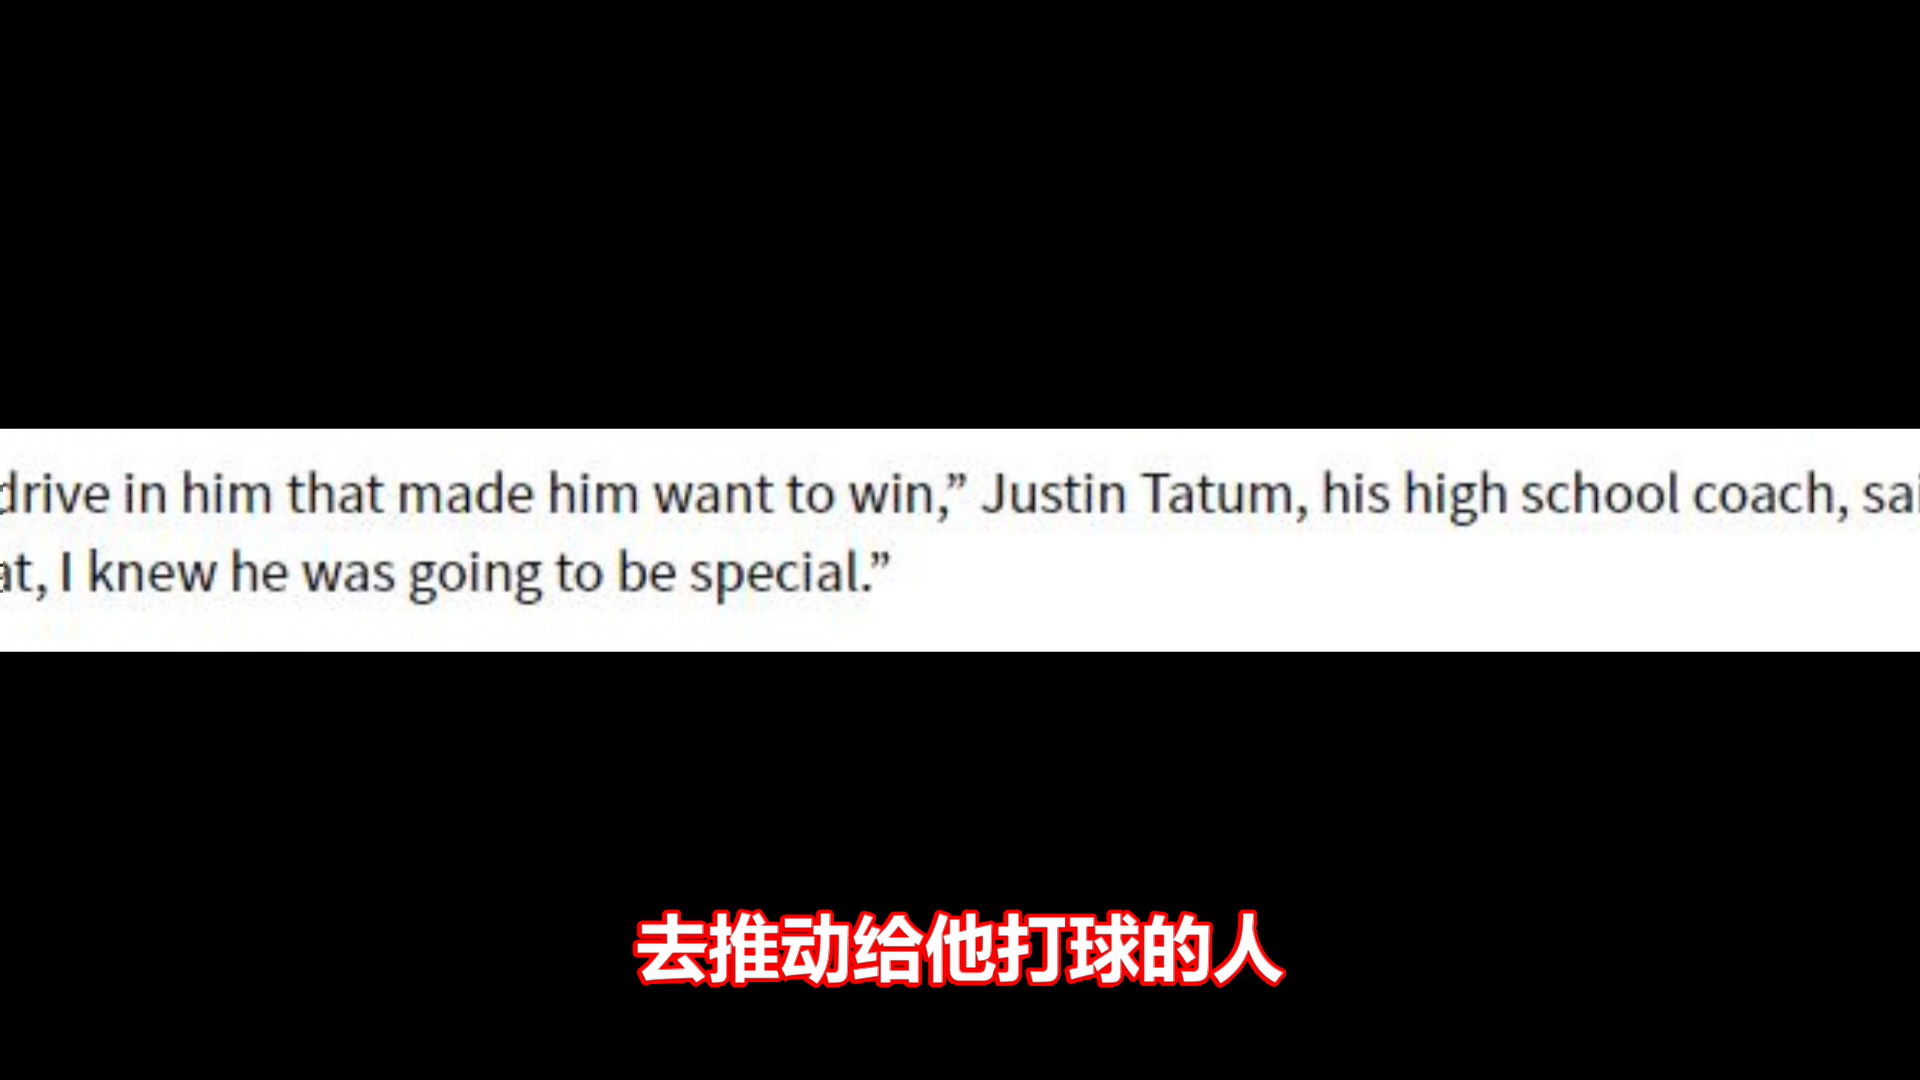 drive in him that made him want to win,” Justin Tatum, his high school coach, sai
at, I knew he was going to be special.”
去推动给他打球的人